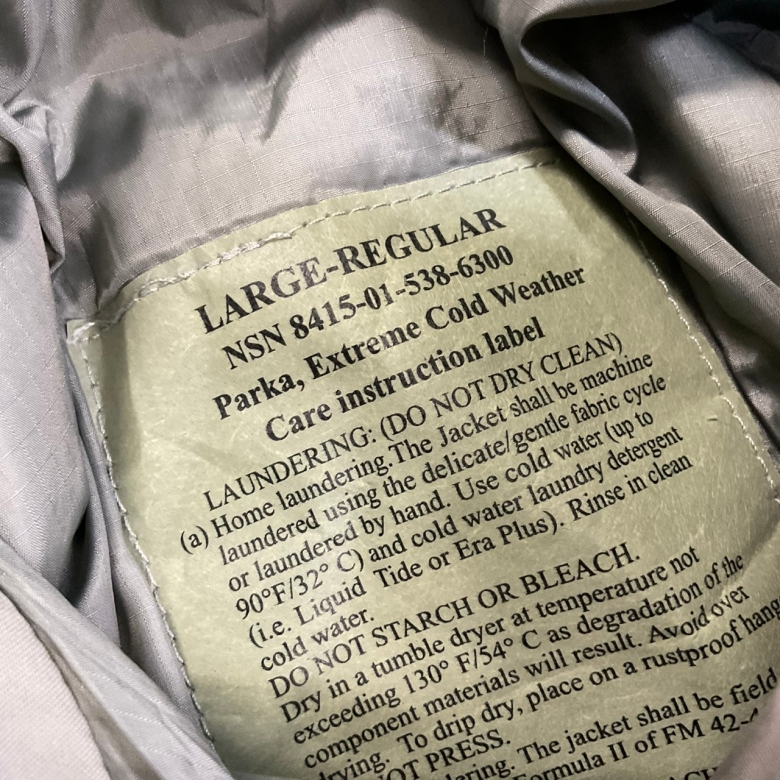 LARGE-REGULAR
NSN 8415-01-538-6300
Parka, Extreme Cold Weather
Care instruction label
LAUNDERING: (DO NOT DRY CLEAN)
(a) Home laundering. The Jacket shall be machine
laundered using the delicate/gentle fabric cycle
or laundered by hand. Use cold water (up to
90°F/32° C) and cold water laundry detergent
(i.e. Liquid Tide or Era Plus). Rinse in clean
cold water.
DO NOT STARCH OR BLEACH.
Dry in a tumble dryer at temperature not
exceeding 130° F/54° C as degradation of the
component materials will result. Avoid over
drying. To drip dry, place on a rustproof
PRESS.
The jacket shall be field
Formula II of FM